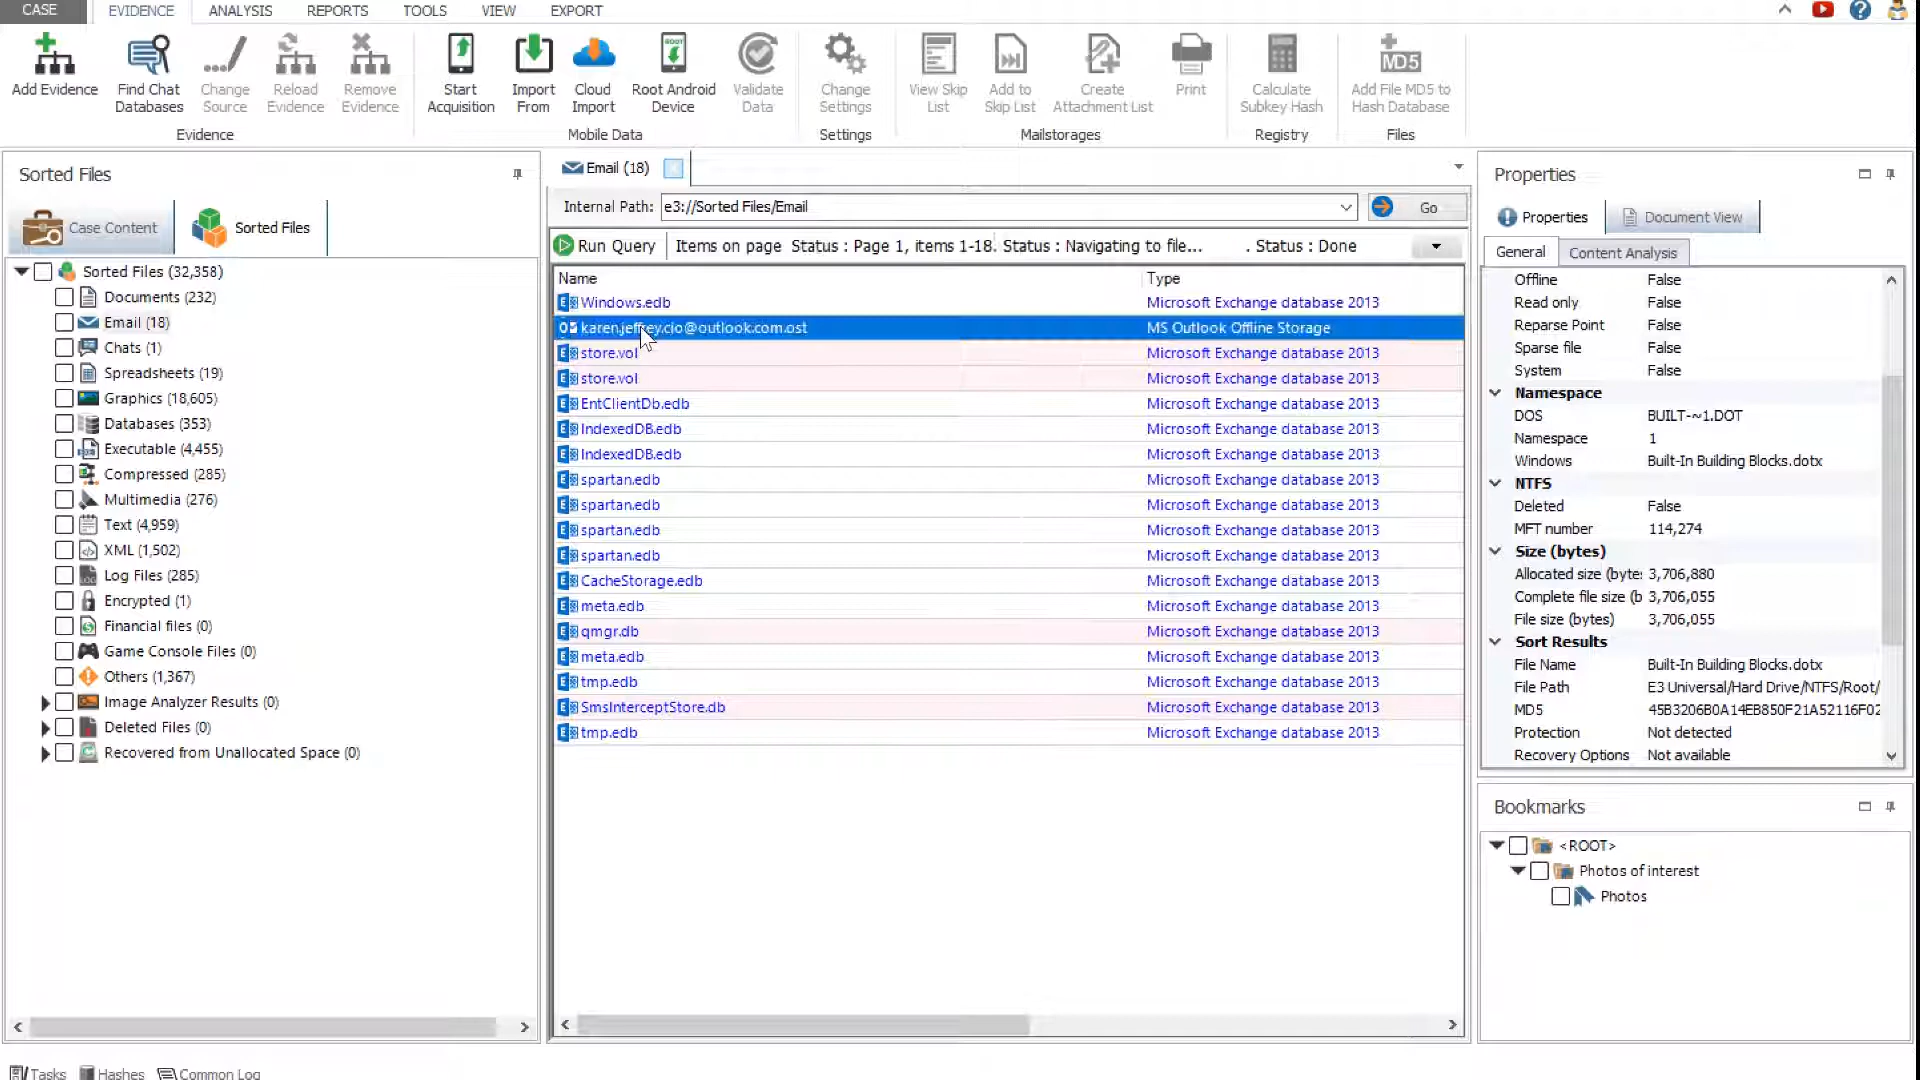 CASE EVIDENCE ANALYSIS REPORTS TOOLS VIEW EXPORT
Add Evidence
Find Chat Databases
Change Source
Reload Evidence
Remove Evidence
Evidence
Start Acquisition
Import From
Cloud Import
ROOT
Root Android Device
Validate Data
Mobile Data
Change Settings
Settings
View Skip List
Add to Skip List
Create Attachment List
Print
Mailstorages
Calculate Subkey Hash
Registry
MD5
Add File MD5 to Hash Database
Files
Sorted Files
Case Content
Sorted Files
Sorted Files (32,358)
Documents (232)
Email (18)
Chats (1)
Spreadsheets (19)
Graphics (18,605)
Databases (353)
Executable (4,455)
Compressed (285)
Multimedia (276)
Text (4,959)
XML (1,502)
Log Files (285)
Encrypted (1)
Financial files (0)
Game Console Files (0)
Others (1,367)
Image Analyzer Results (0)
Deleted Files (0)
Recovered from Unallocated Space (0)
Email (18)
Internal Path: e3://Sorted Files/Email Go
Run Query Items on page Status : Page 1, items 1-18. Status : Navigating to file... . Status : Done
Name Type
Windows.edb Microsoft Exchange database 2013
karen.jeffrey.cio@outlook.com.ost MS Outlook Offline Storage
store.vol Microsoft Exchange database 2013
store.vol Microsoft Exchange database 2013
EntClientDb.edb Microsoft Exchange database 2013
IndexedDB.edb Microsoft Exchange database 2013
IndexedDB.edb Microsoft Exchange database 2013
spartan.edb Microsoft Exchange database 2013
spartan.edb Microsoft Exchange database 2013
spartan.edb Microsoft Exchange database 2013
spartan.edb Microsoft Exchange database 2013
CacheStorage.edb Microsoft Exchange database 2013
meta.edb Microsoft Exchange database 2013
qmgr.db Microsoft Exchange database 2013
meta.edb Microsoft Exchange database 2013
tmp.edb Microsoft Exchange database 2013
SmsInterceptStore.db Microsoft Exchange database 2013
tmp.edb Microsoft Exchange database 2013
Properties
Properties Document View
General Content Analysis
Offline False
Read only False
Reparse Point False
Sparse file False
System False
Namespace
DOS BUILT-~1.DOT
Namespace 1
Windows Built-In Building Blocks.dotx
NTFS
Deleted False
MFT number 114,274
Size (bytes)
Allocated size (byte: 3,706,880
Complete file size (b 3,706,055
File size (bytes) 3,706,055
Sort Results
File Name Built-In Building Blocks.dotx
File Path E3 Universal/Hard Drive/NTFS/Root/
MD5 45B3206B0A14EB850F21A52116F02
Protection Not detected
Recovery Options Not available
Bookmarks
<ROOT>
Photos of interest
Photos
Tasks Hashes Common Log